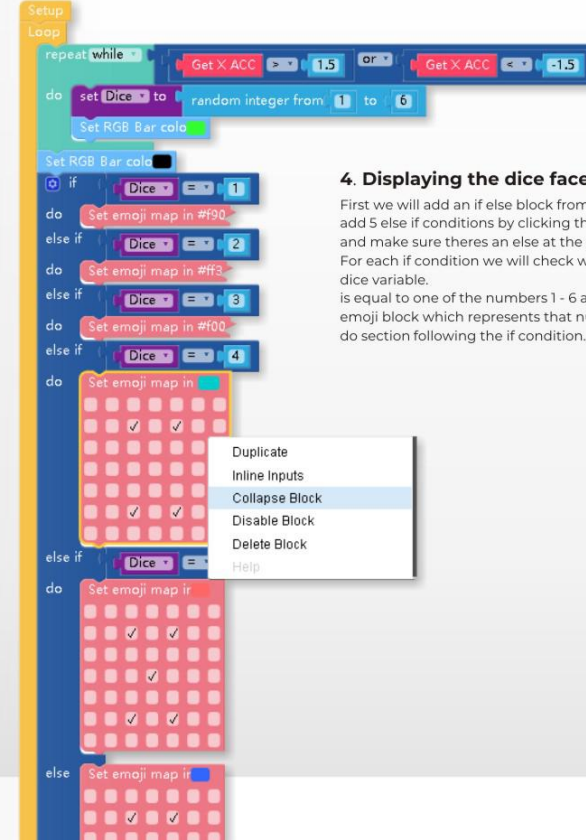 Setup
Loop
repeat while Get X ACC > 1.5 or Get X ACC < -1.5
do set Dice to random integer from 1 to 6
Set RGB Bar colo
Set RGB Bar colo
if Dice = 1
do Set emoji map in #f90
else if Dice = 2
do Set emoji map in #ff3
else if Dice = 3
do Set emoji map in #f00
else if Dice = 4
do Set emoji map in
Duplicate
Inline Inputs
Collapse Block
Disable Block
Delete Block
Help
else if Dice =
do Set emoji map in
else Set emoji map in
4. Displaying the dice face
First we will add an if else block from
add 5 else if conditions by clicking th
and make sure theres an else at the
For each if condition we will check w
dice variable.
is equal to one of the numbers 1 - 6 a
emoji block which represents that nu
do section following the if condition.